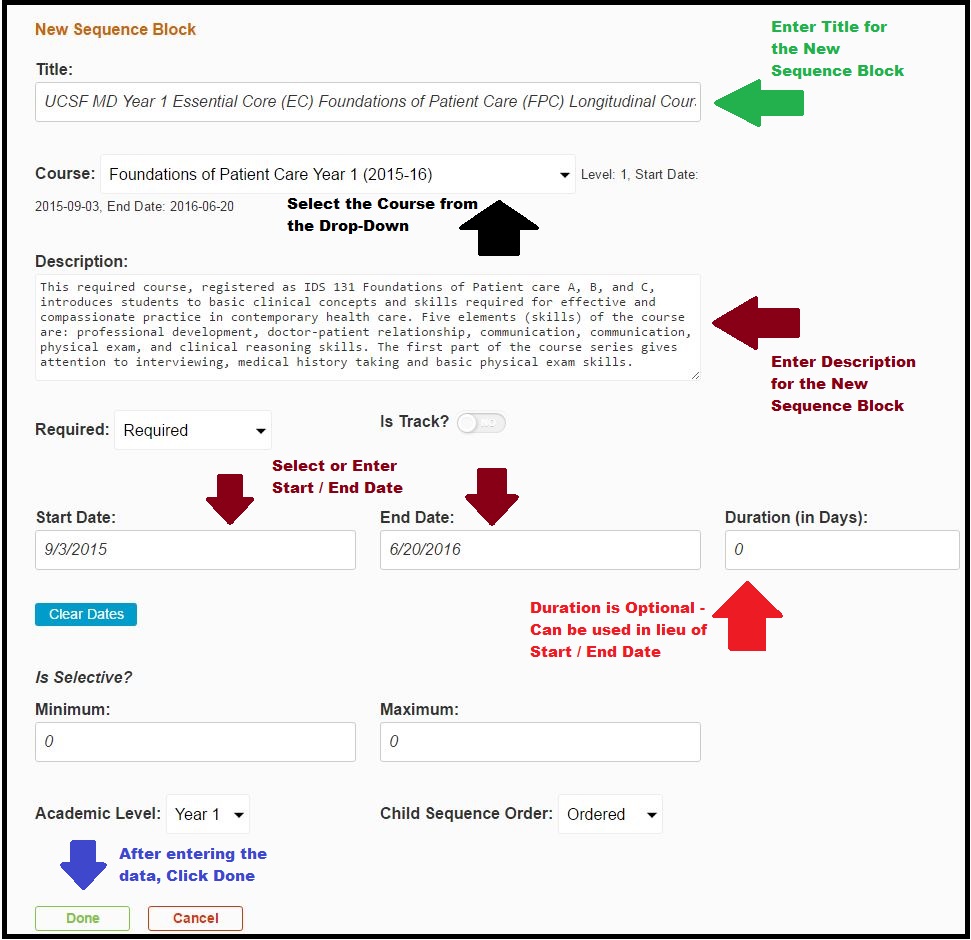 New Sequence Block
Enter Title for
the New
Sequence Block
Title:
UCSF MD Year 1 Essential Core (EC) Foundations of Patient Care (FPC) Longitudinal Cour
Course: Foundations of Patient Care Year 1 (2015-16) Level: 1, Start Date:
2015-09-03, End Date: 2016-06-20
Select the Course from
the Drop-Down
Description:
This required course, registered as IDS 131 Foundations of Patient care A, B, and C,
introduces students to basic clinical concepts and skills required for effective and
compassionate practice in contemporary health care. Five elements (skills) of the course
are: professional development, doctor-patient relationship, communication, communication,
physical exam, and clinical reasoning skills. The first part of the course series gives
attention to interviewing, medical history taking and basic physical exam skills.
Enter Description
for the New
Sequence Block
Required: Required
Is Track? NO
Select or Enter
Start / End Date
Start Date: End Date: Duration (in Days):
9/3/2015 6/20/2016 0
Clear Dates
Duration is Optional -
Can be used in lieu of
Start / End Date
Is Selective?
Minimum: Maximum:
0 0
Academic Level: Year 1 Child Sequence Order: Ordered
After entering the
data, Click Done
Done Cancel